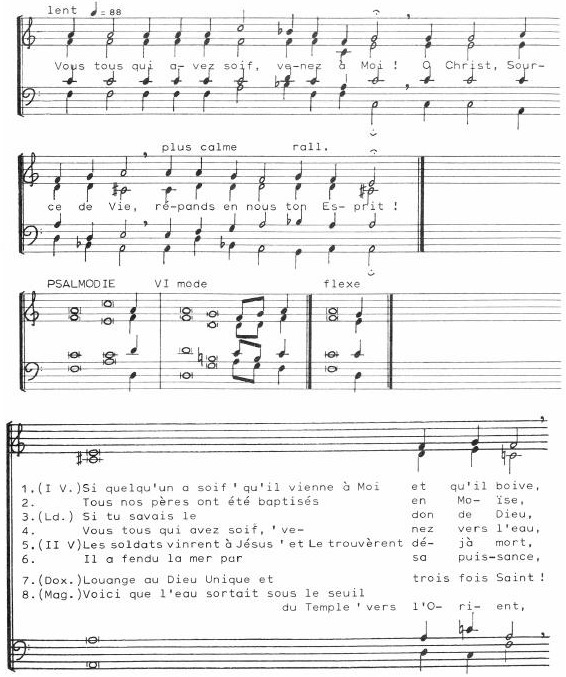 lent ♩= 88
Vous tous qui a- vez soif, ve-nez à Moi ! O Christ, Sour-
plus calme rall.
ce de Vie, ré-pands en nous ton Es- prit !
PSALMODIE VI mode flexe
1.(I V.)Si quelqu'un a soif ' qu'il vienne à Moi et qu'il boive,
2. Tous nos pères ont été baptisés en Mo- ïse,
3.(Ld.) Si tu savais le don de Dieu,
4. Vous tous qui avez soif, ' ve- nez vers l'eau,
5.(II V)Les soldats vinrent à Jésus ' et Le trouvèrent dé- jà mort,
6. Il a fendu la mer par sa puis-sance,
7.(Dox.)Louange au Dieu Unique et trois fois Saint !
8.(Mag.)Voici que l'eau sortait sous le seuil
du Temple ' vers l'O- ri- ent,